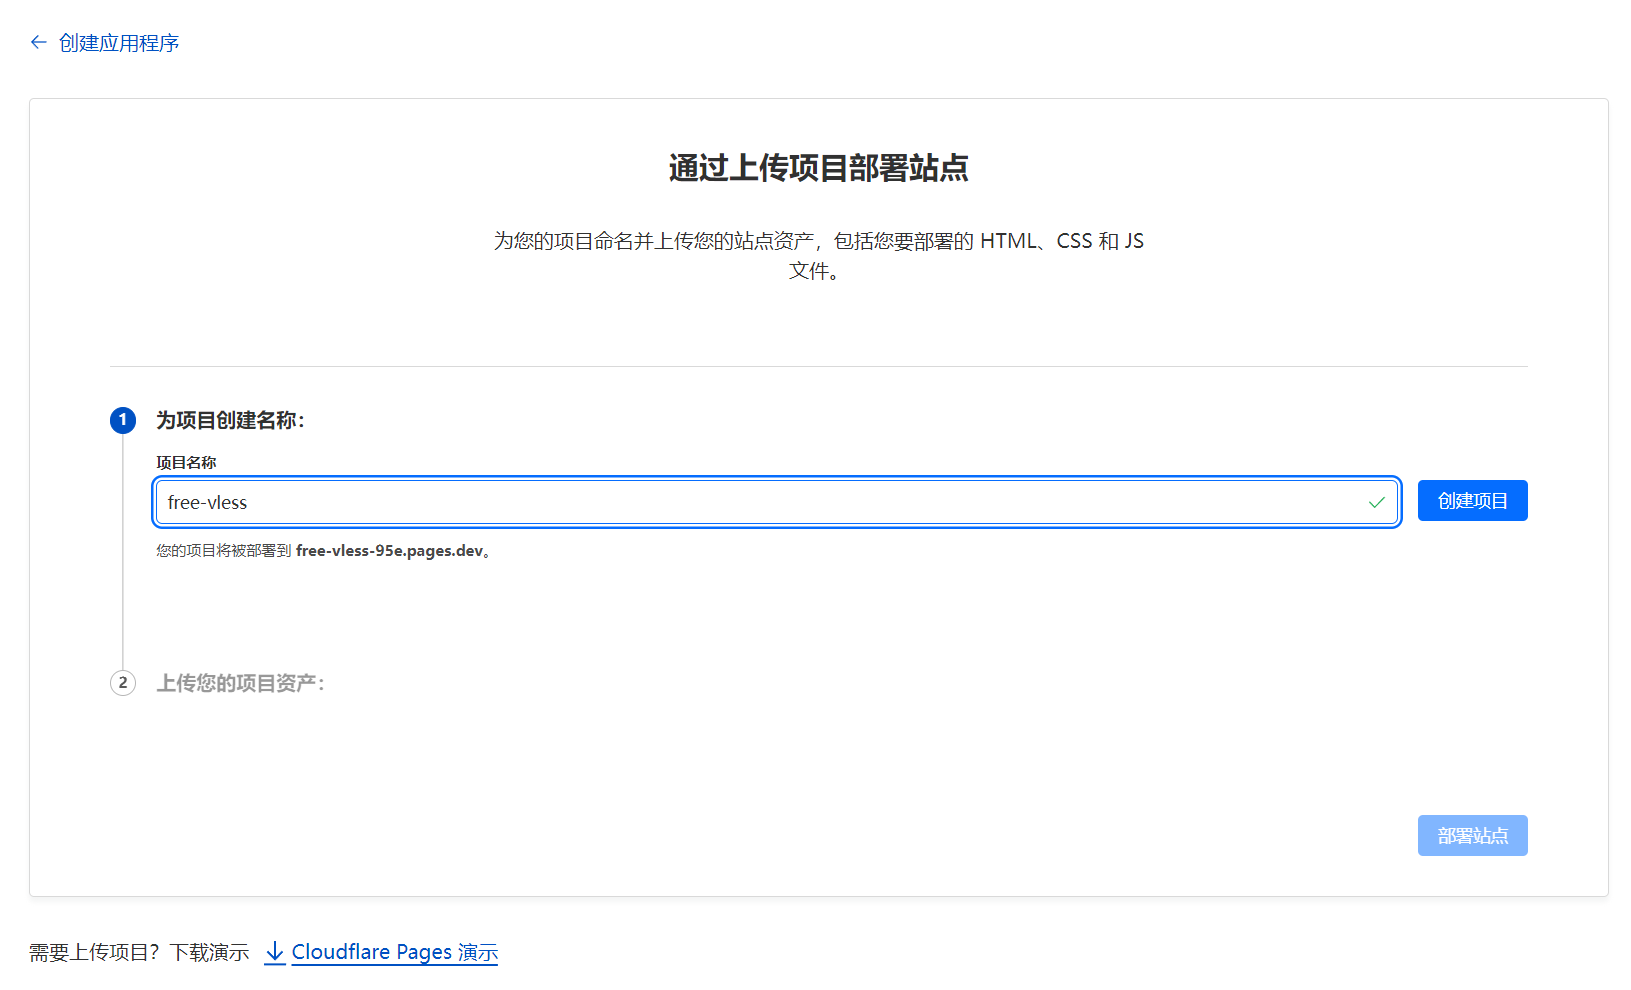 ← 创建应用程序
通过上传项目部署站点
为您的项目命名并上传您的站点资产，包括您要部署的 HTML、CSS 和 JS
文件。
1 为项目创建名称：
项目名称
free-vless
创建项目
您的项目将被部署到 free-vless-95e.pages.dev。
2 上传您的项目资产：
部署站点
需要上传项目？下载演示 Cloudflare Pages 演示